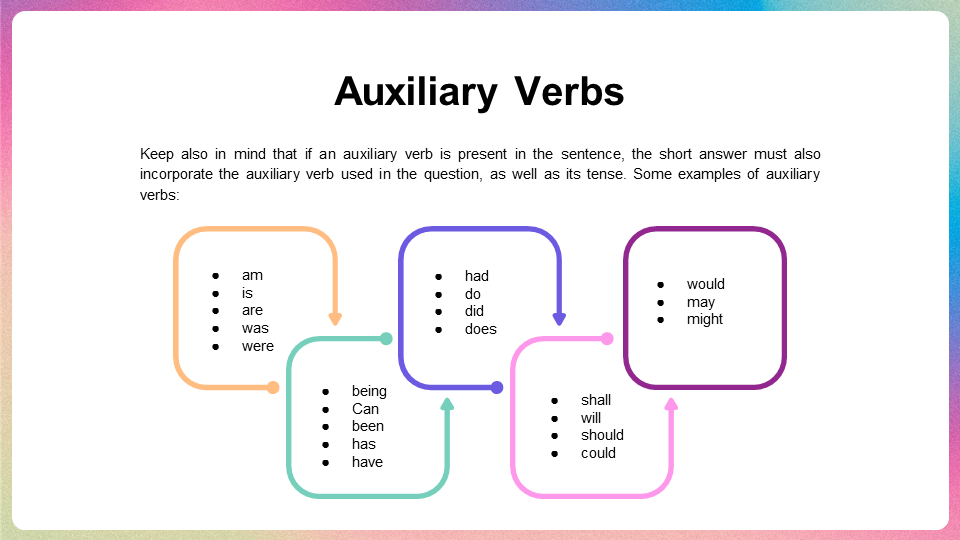 Auxiliary Verbs
Keep also in mind that if an auxiliary verb is present in the sentence, the short answer must also
incorporate the auxiliary verb used in the question, as well as its tense. Some examples of auxiliary
verbs:
● am
● is
● are
● was
● were
● being
● Can
● been
● has
● have
● had
● do
● did
● does
● shall
● will
● should
● could
● would
● may
● might